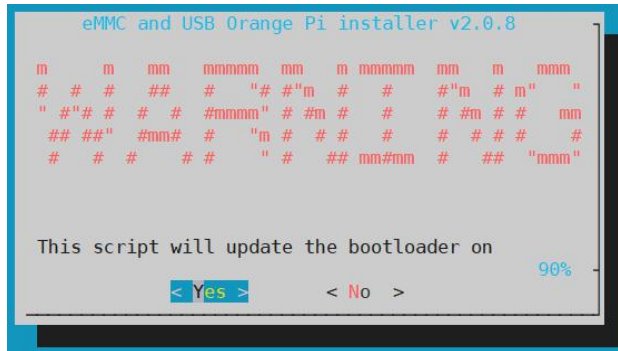 eMMC and USB Orange Pi installer v2.0.8
WARNING
This script will update the bootloader on
90%
< Yes > < No >